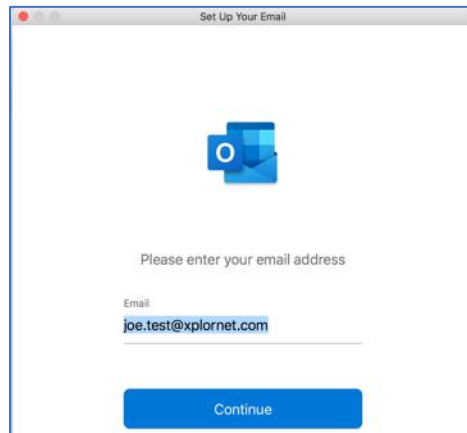 Set Up Your Email
O
Please enter your email address
Email
joe.test@xplornet.com
Continue